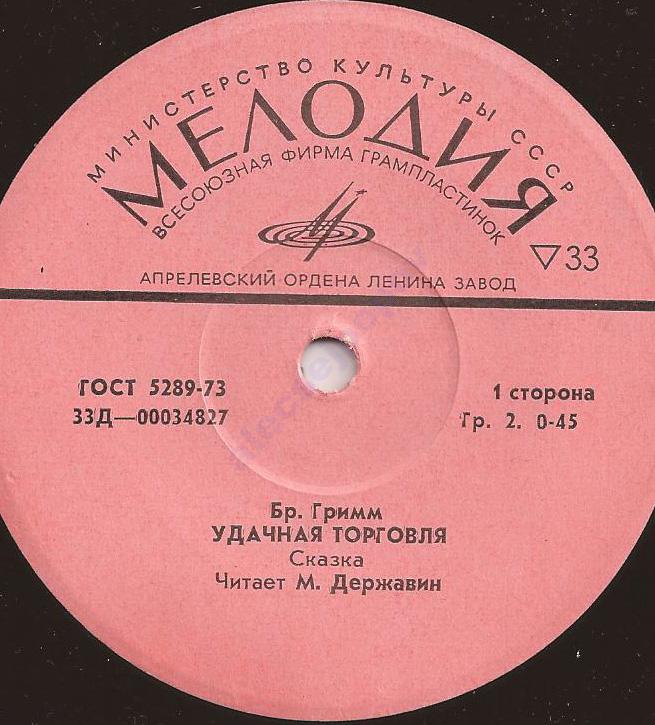 МИНИСТЕРСТВО КУЛЬТУРЫ СССР
МЕЛОДИЯ
ВСЕСОЮЗНАЯ ФИРМА ГРАМПЛАСТИНОК
▽33
АПРЕЛЕВСКИЙ ОРДЕНА ЛЕНИНА ЗАВОД
ГОСТ 5289-73
33Д—00034827
1 сторона
Гр. 2. 0-45
Бр. Гримм
УДАЧНАЯ ТОРГОВЛЯ
Сказка
Читает М. Державин